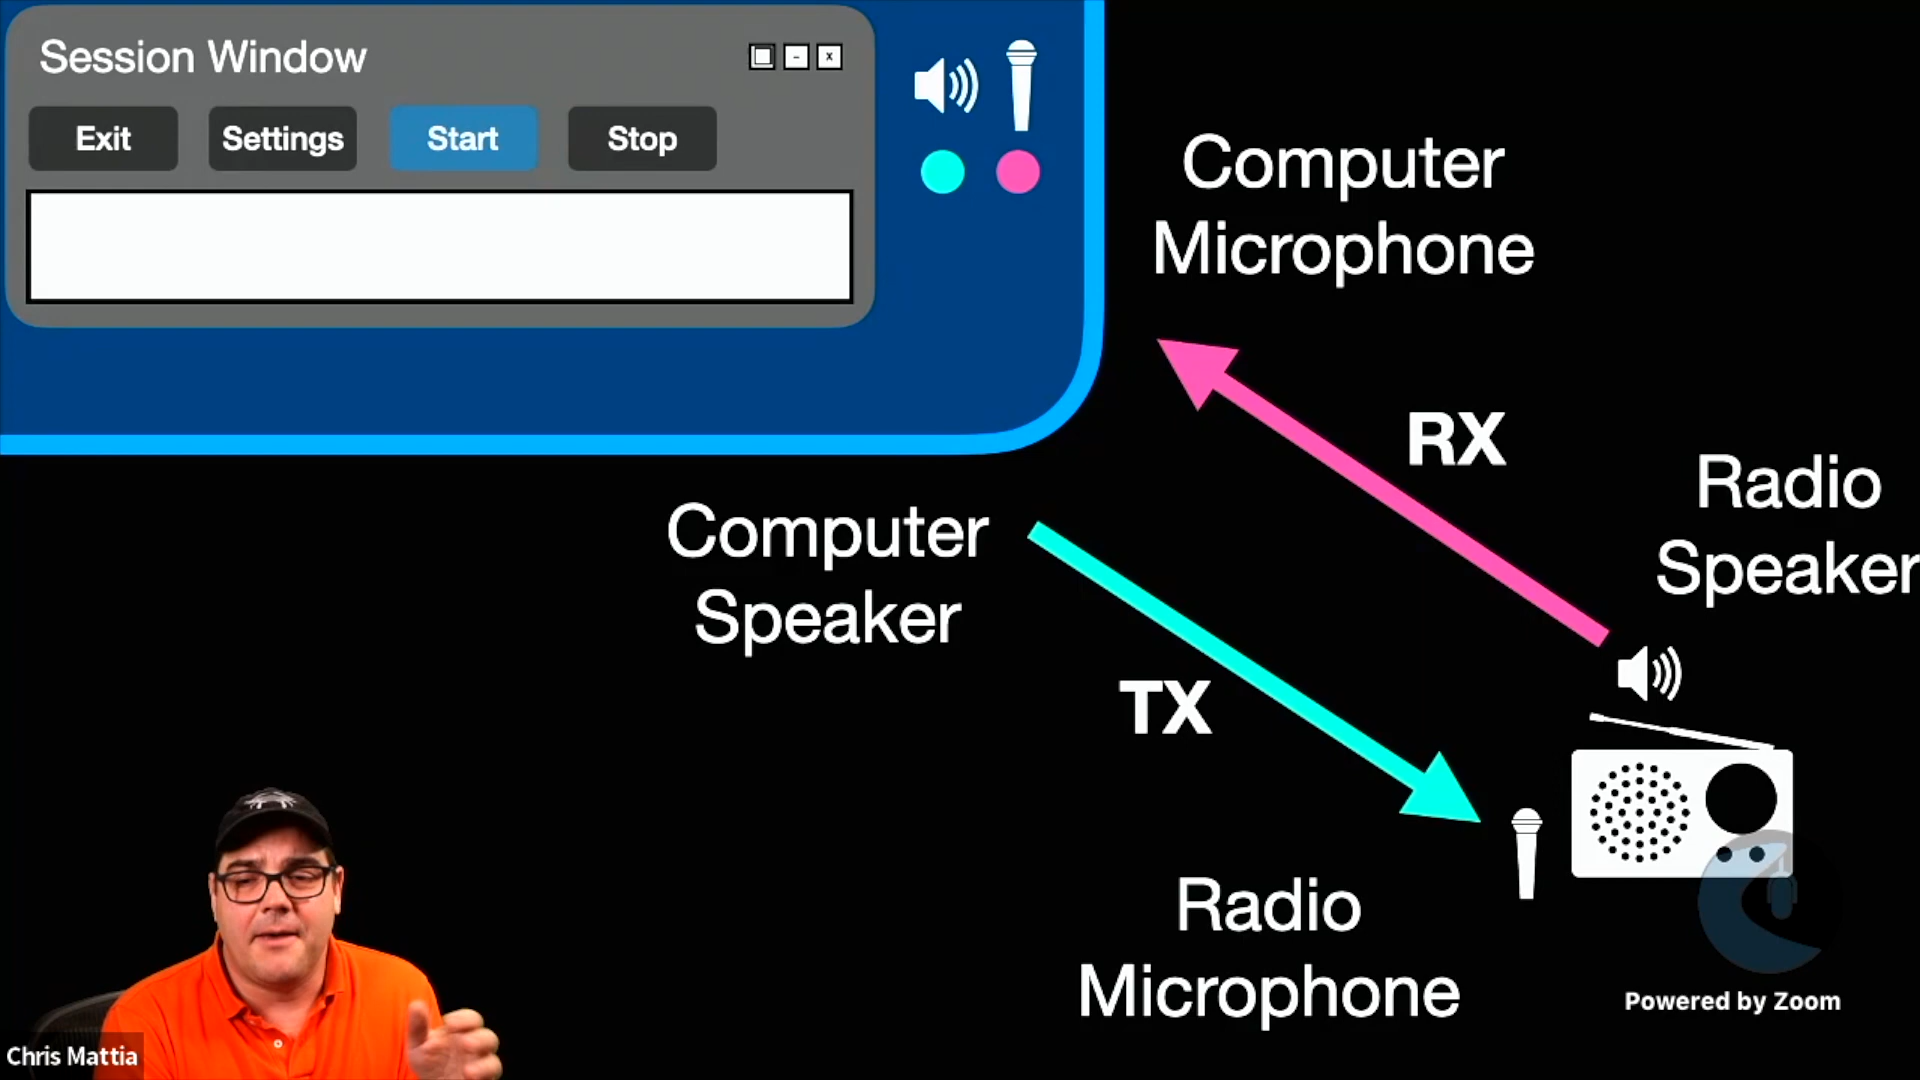 Session Window
Exit
Settings
Start
Stop
Computer
Microphone
RX
Radio
Speaker
Computer
Speaker
TX
Radio
Microphone
Powered by Zoom
Chris Mattia